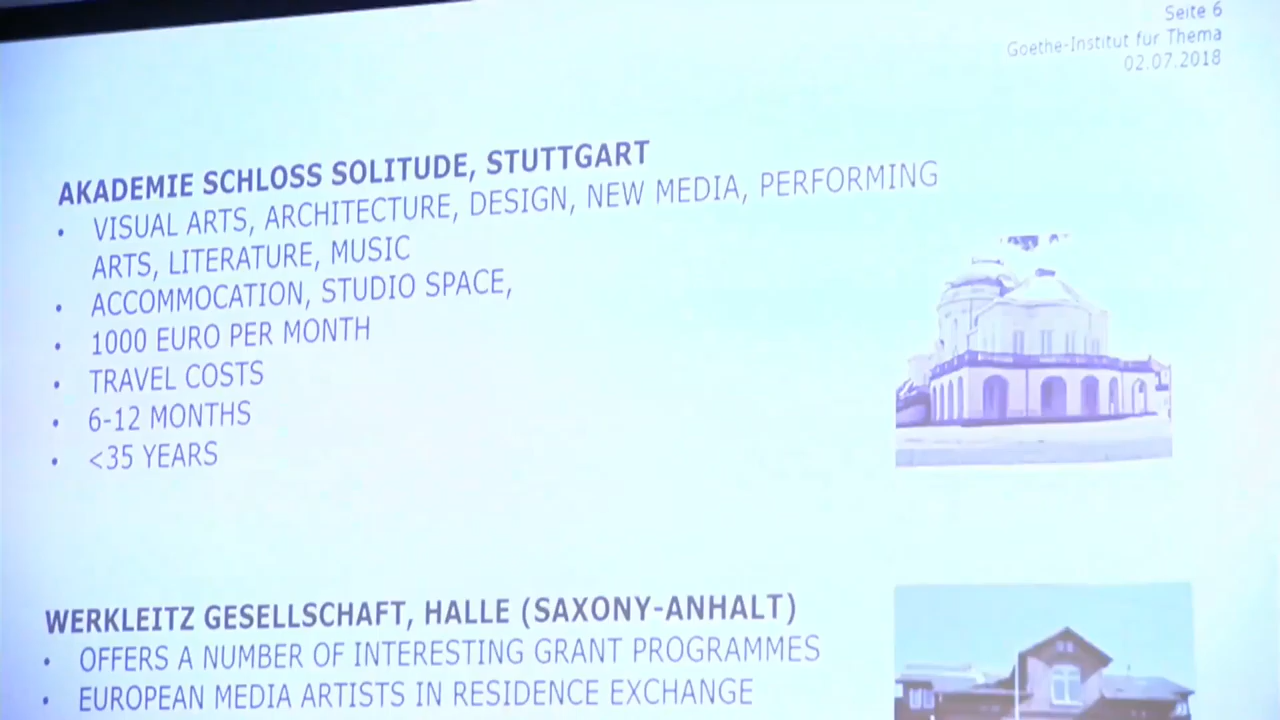 Seite 6
Goethe-Institut für Thema
02.07.2018
AKADEMIE SCHLOSS SOLITUDE, STUTTGART
• VISUAL ARTS, ARCHITECTURE, DESIGN, NEW MEDIA, PERFORMING
ARTS, LITERATURE, MUSIC
• ACCOMMOCATION, STUDIO SPACE,
• 1000 EURO PER MONTH
• TRAVEL COSTS
• 6-12 MONTHS
• <35 YEARS
WERKLEITZ GESELLSCHAFT, HALLE (SAXONY-ANHALT)
• OFFERS A NUMBER OF INTERESTING GRANT PROGRAMMES
• EUROPEAN MEDIA ARTISTS IN RESIDENCE EXCHANGE